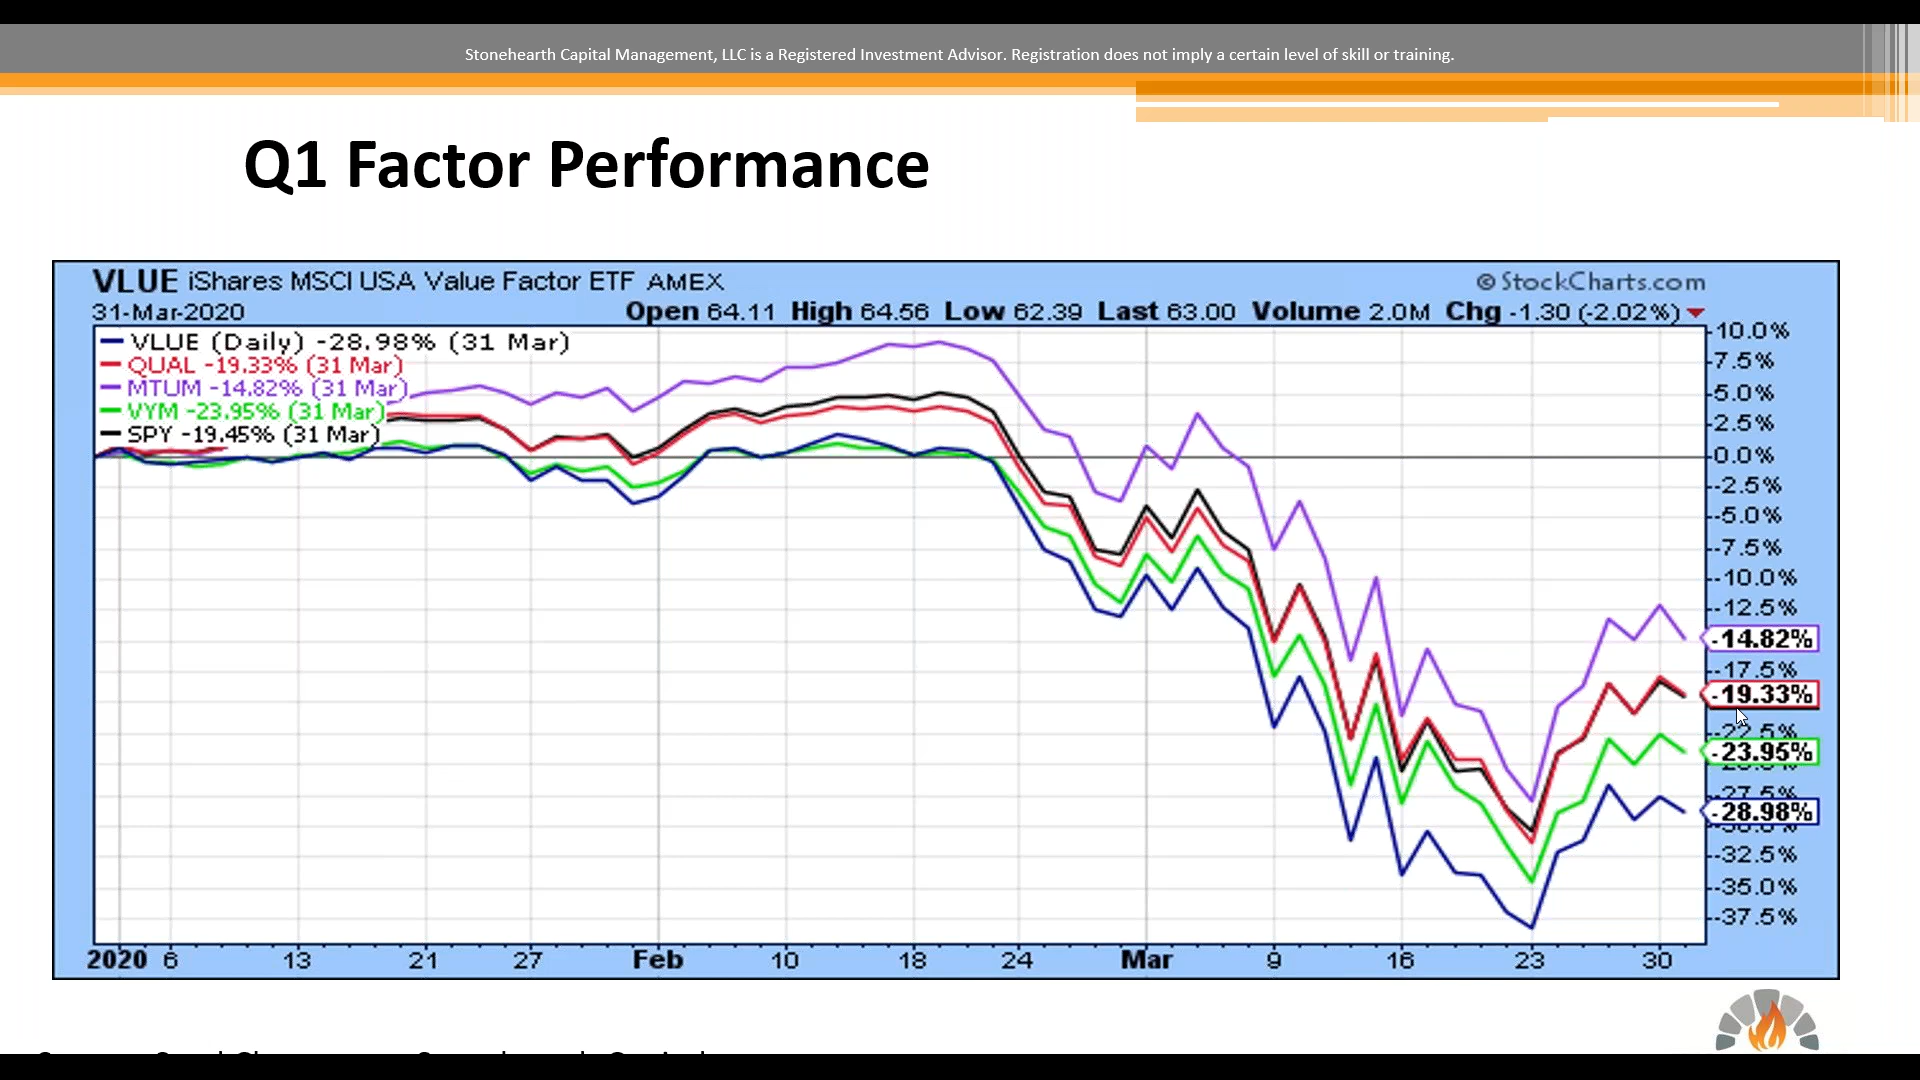 Stonehearth Capital Management, LLC is a Registered Investment Advisor. Registration does not imply a certain level of skill or training.
Q1 Factor Performance
VLUE iShares MSCI USA Value Factor ETF AMEX
© StockCharts.com
31-Mar-2020
Open 64.11 High 64.56 Low 62.39 Last 63.00 Volume 2.0M Chg -1.30 (-2.02%)
VLUE (Daily) -28.98% (31 Mar)
QUAL -19.33% (31 Mar)
MTUM -14.82% (31 Mar)
VYM -23.95% (31 Mar)
SPY -19.45% (31 Mar)
10.0%
7.5%
5.0%
2.5%
0.0%
-2.5%
-5.0%
-7.5%
-10.0%
-12.5%
-14.82%
-17.5%
-19.33%
-22.5%
-23.95%
-27.5%
-28.98%
-32.5%
-35.0%
-37.5%
2020 6 13 21 27 Feb 10 18 24 Mar 9 16 23 30